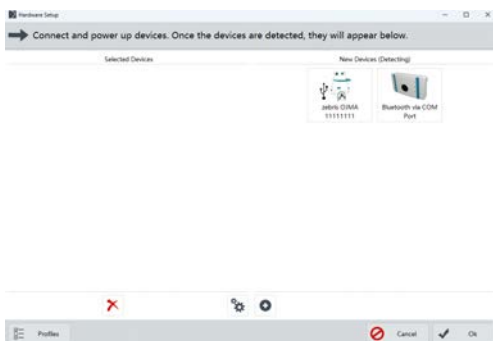 Hardware Setup
Connect and power up devices. Once the devices are detected, they will appear below.
Selected Devices
New Devices (Detecting)
zebris DJMA
11111111
Bluetooth via COM
Port
Profiles
Cancel
Ok